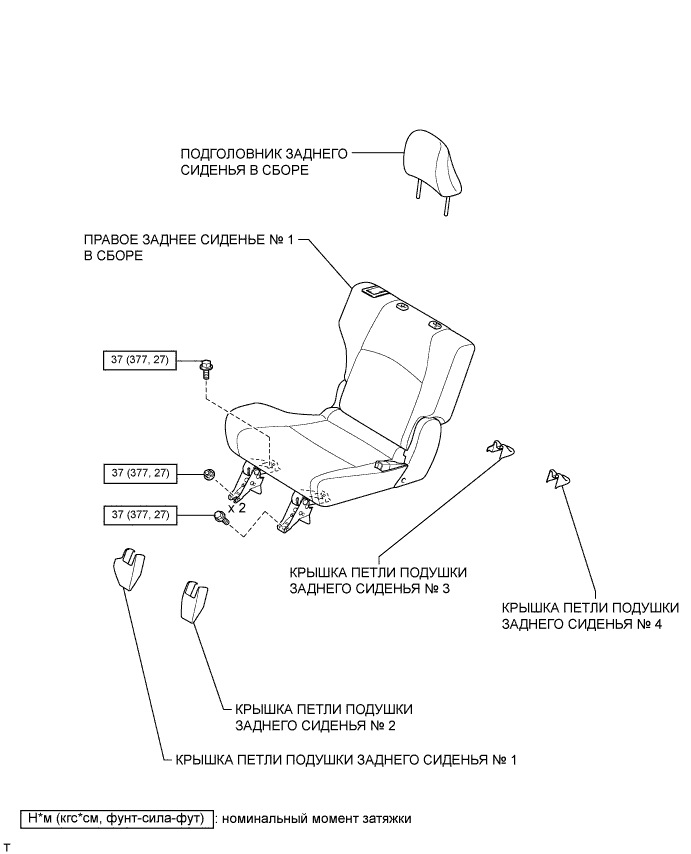 ПОДГОЛОВНИК ЗАДНЕГО
СИДЕНЬЯ В СБОРЕ
ПРАВОЕ ЗАДНЕЕ СИДЕНЬЕ № 1
В СБОРЕ
37 (377, 27)
37 (377, 27)
x 2
37 (377, 27)
КРЫШКА ПЕТЛИ ПОДУШКИ
ЗАДНЕГО СИДЕНЬЯ № 3
КРЫШКА ПЕТЛИ ПОДУШКИ
ЗАДНЕГО СИДЕНЬЯ № 4
КРЫШКА ПЕТЛИ ПОДУШКИ
ЗАДНЕГО СИДЕНЬЯ № 2
КРЫШКА ПЕТЛИ ПОДУШКИ ЗАДНЕГО СИДЕНЬЯ № 1
Н*м (кгс*см, фунт-сила-фут) : номинальный момент затяжки
T